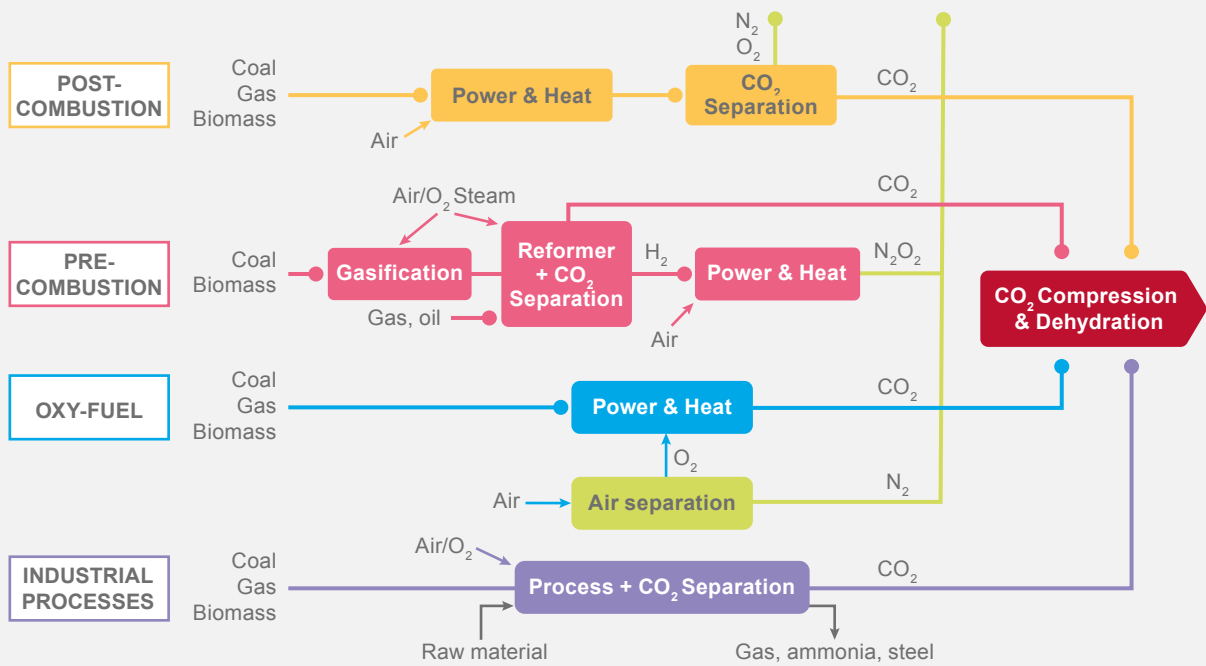 N₂
O₂
POST-
COMBUSTION
Coal
Gas
Biomass
Air
Power & Heat
CO₂
Separation
CO₂
PRE-
COMBUSTION
Coal
Biomass
Air/O₂ Steam
Gasification
Gas, oil
Reformer
+ CO₂
Separation
H₂
Air
Power & Heat
CO₂
N₂O₂
CO₂ Compression
& Dehydration
OXY-FUEL
Coal
Gas
Biomass
Power & Heat
CO₂
O₂
Air
Air separation
N₂
INDUSTRIAL
PROCESSES
Coal
Gas
Biomass
Air/O₂
Process + CO₂ Separation
CO₂
Raw material
Gas, ammonia, steel